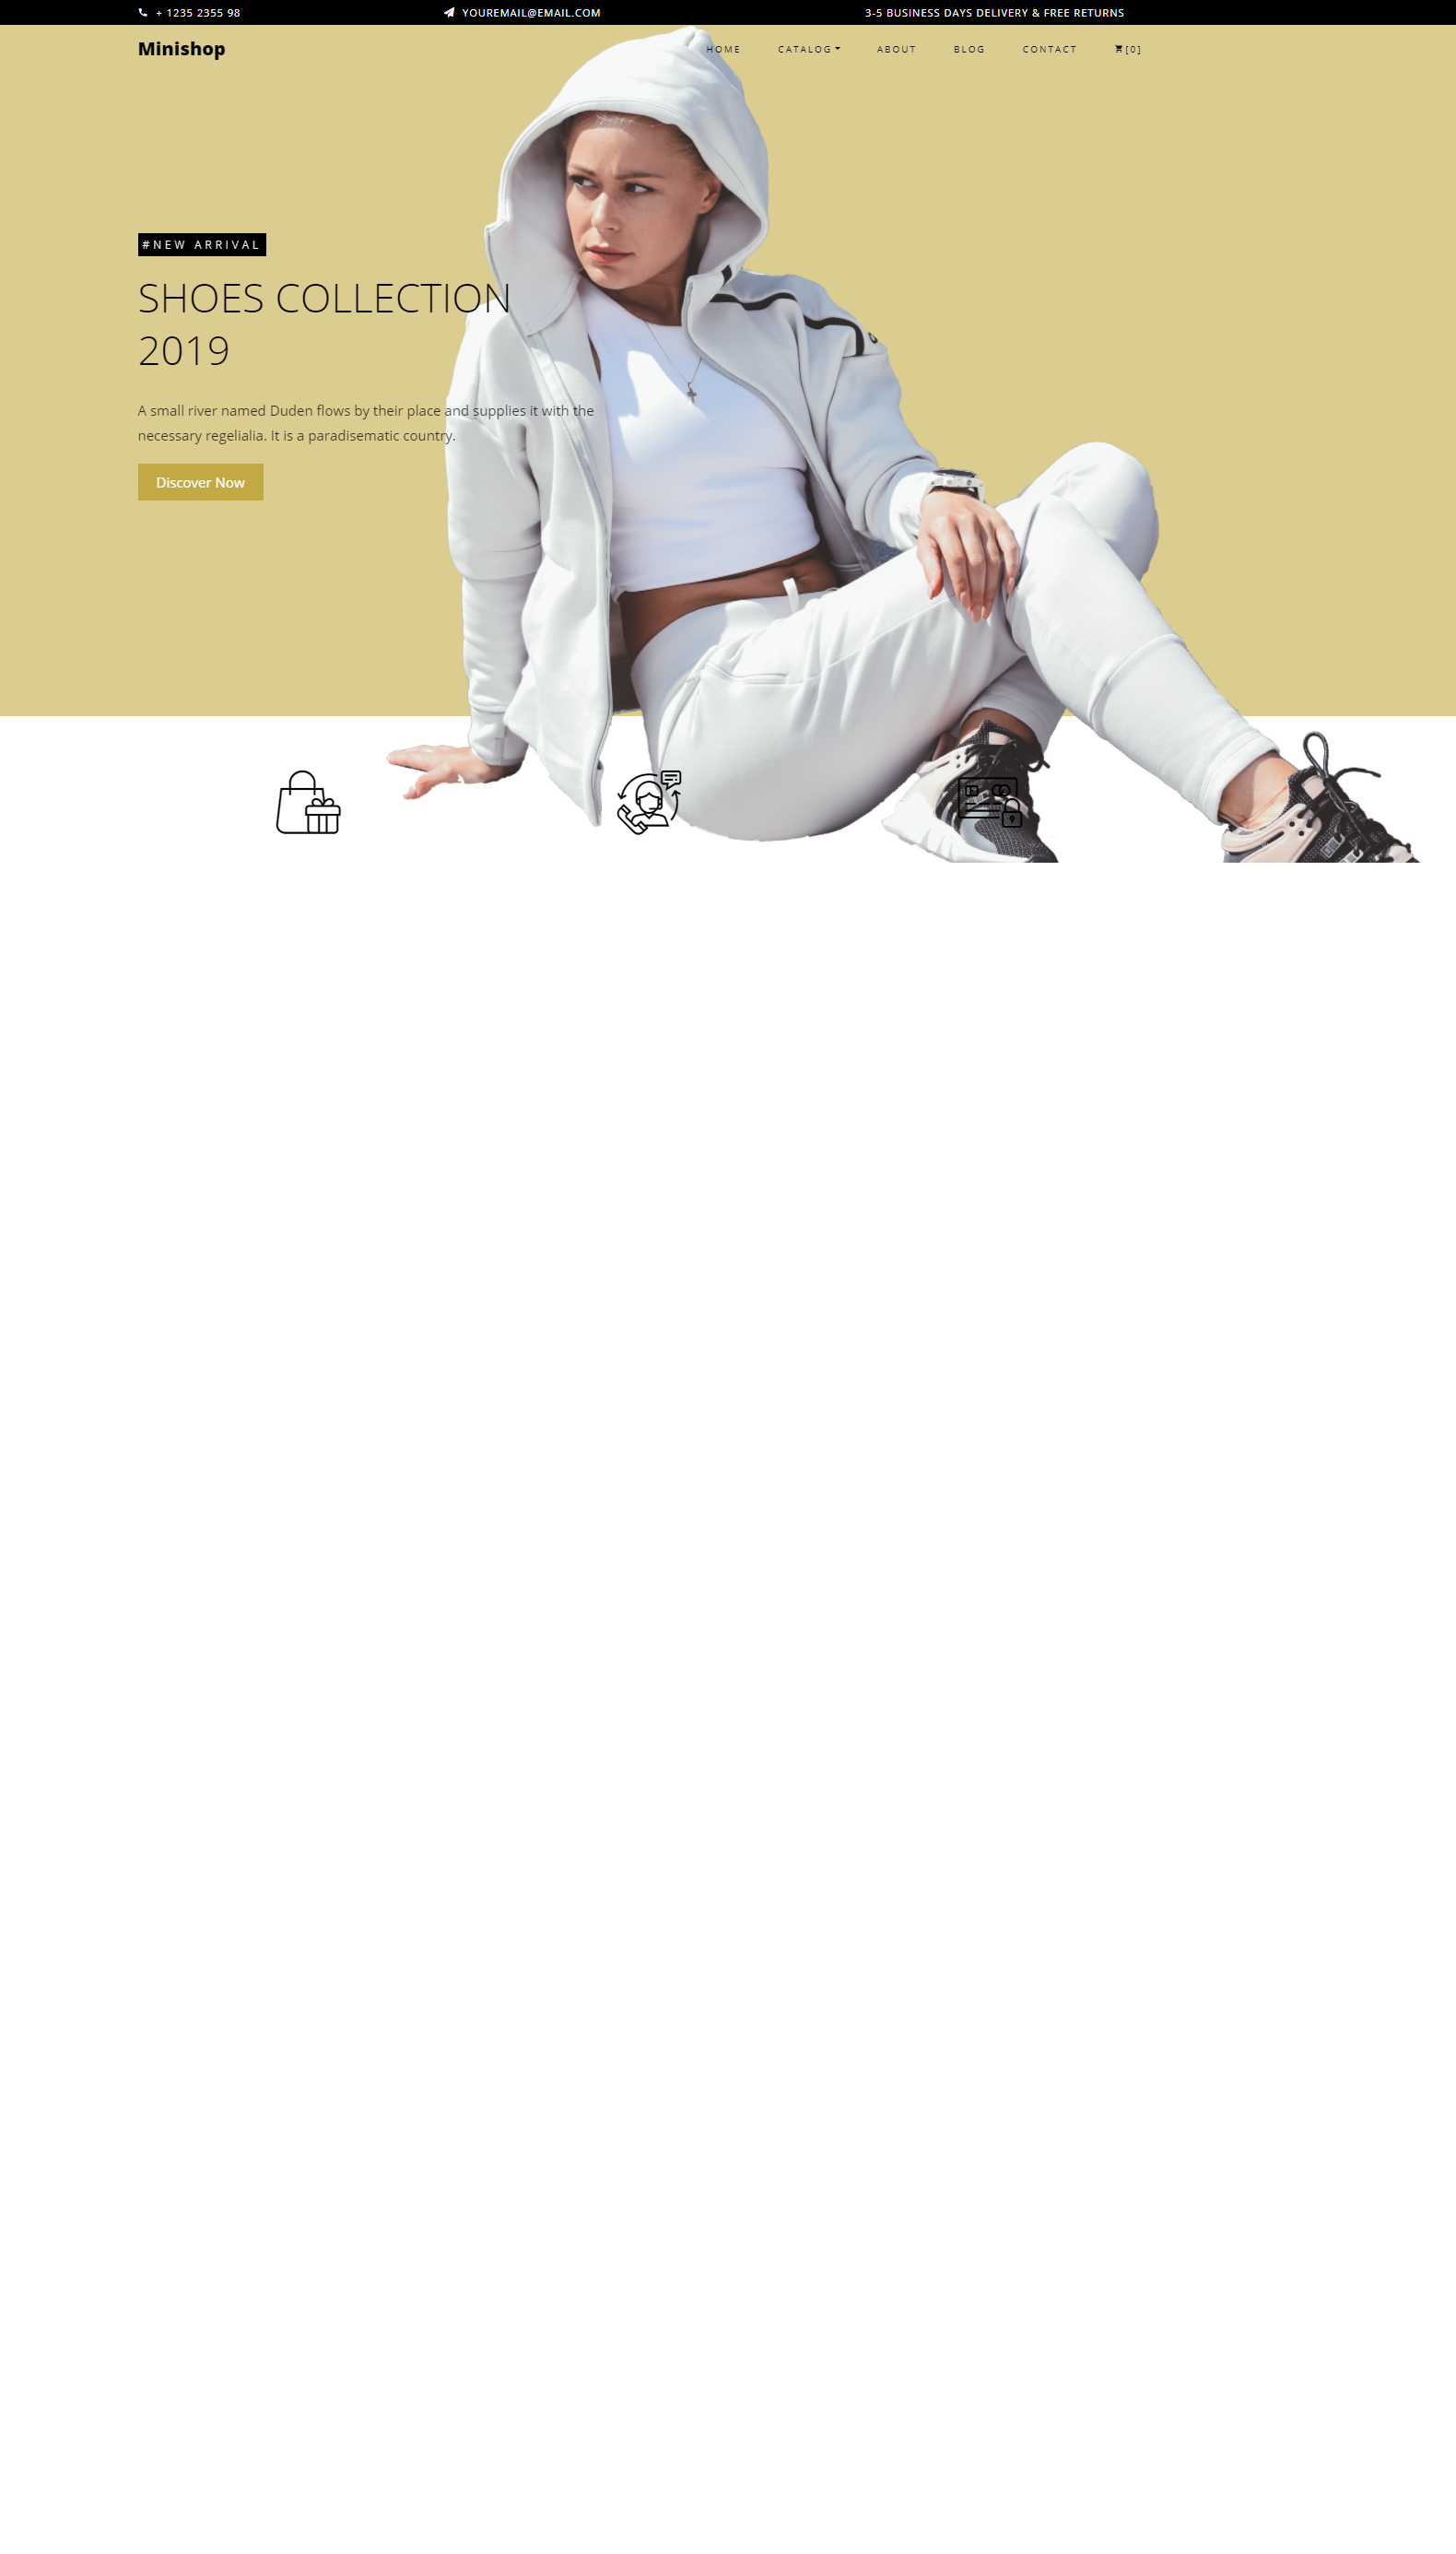 + 1235 2355 98
YOUREMAIL@EMAIL.COM
3-5 BUSINESS DAYS DELIVERY & FREE RETURNS
Minishop
HOME
CATALOG
ABOUT
BLOG
CONTACT
[0]
#NEW ARRIVAL
SHOES COLLECTION
2019
A small river named Duden flows by their place and supplies it with the
necessary regelialia. It is a paradisematic country.
Discover Now